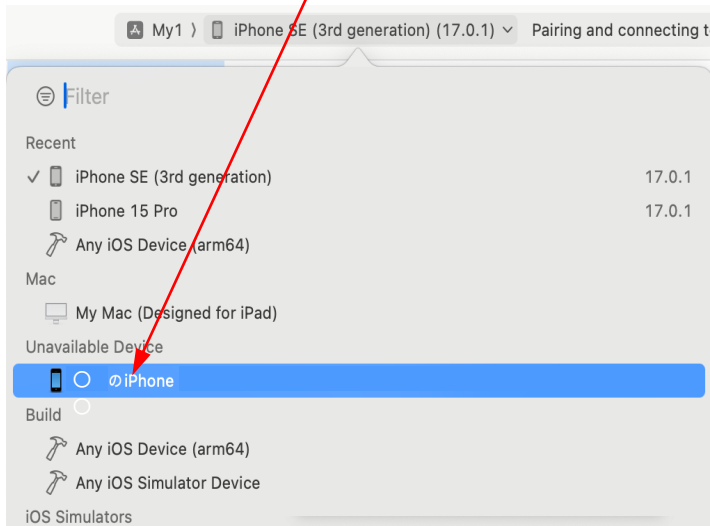 My1 ⟩ iPhone SE (3rd generation) (17.0.1) Pairing and connecting t
Filter
Recent
iPhone SE (3rd generation) 17.0.1
iPhone 15 Pro 17.0.1
Any iOS Device (arm64)
Mac
My Mac (Designed for iPad)
Unavailable Device
〇 のiPhone
Build
Any iOS Device (arm64)
Any iOS Simulator Device
iOS Simulators